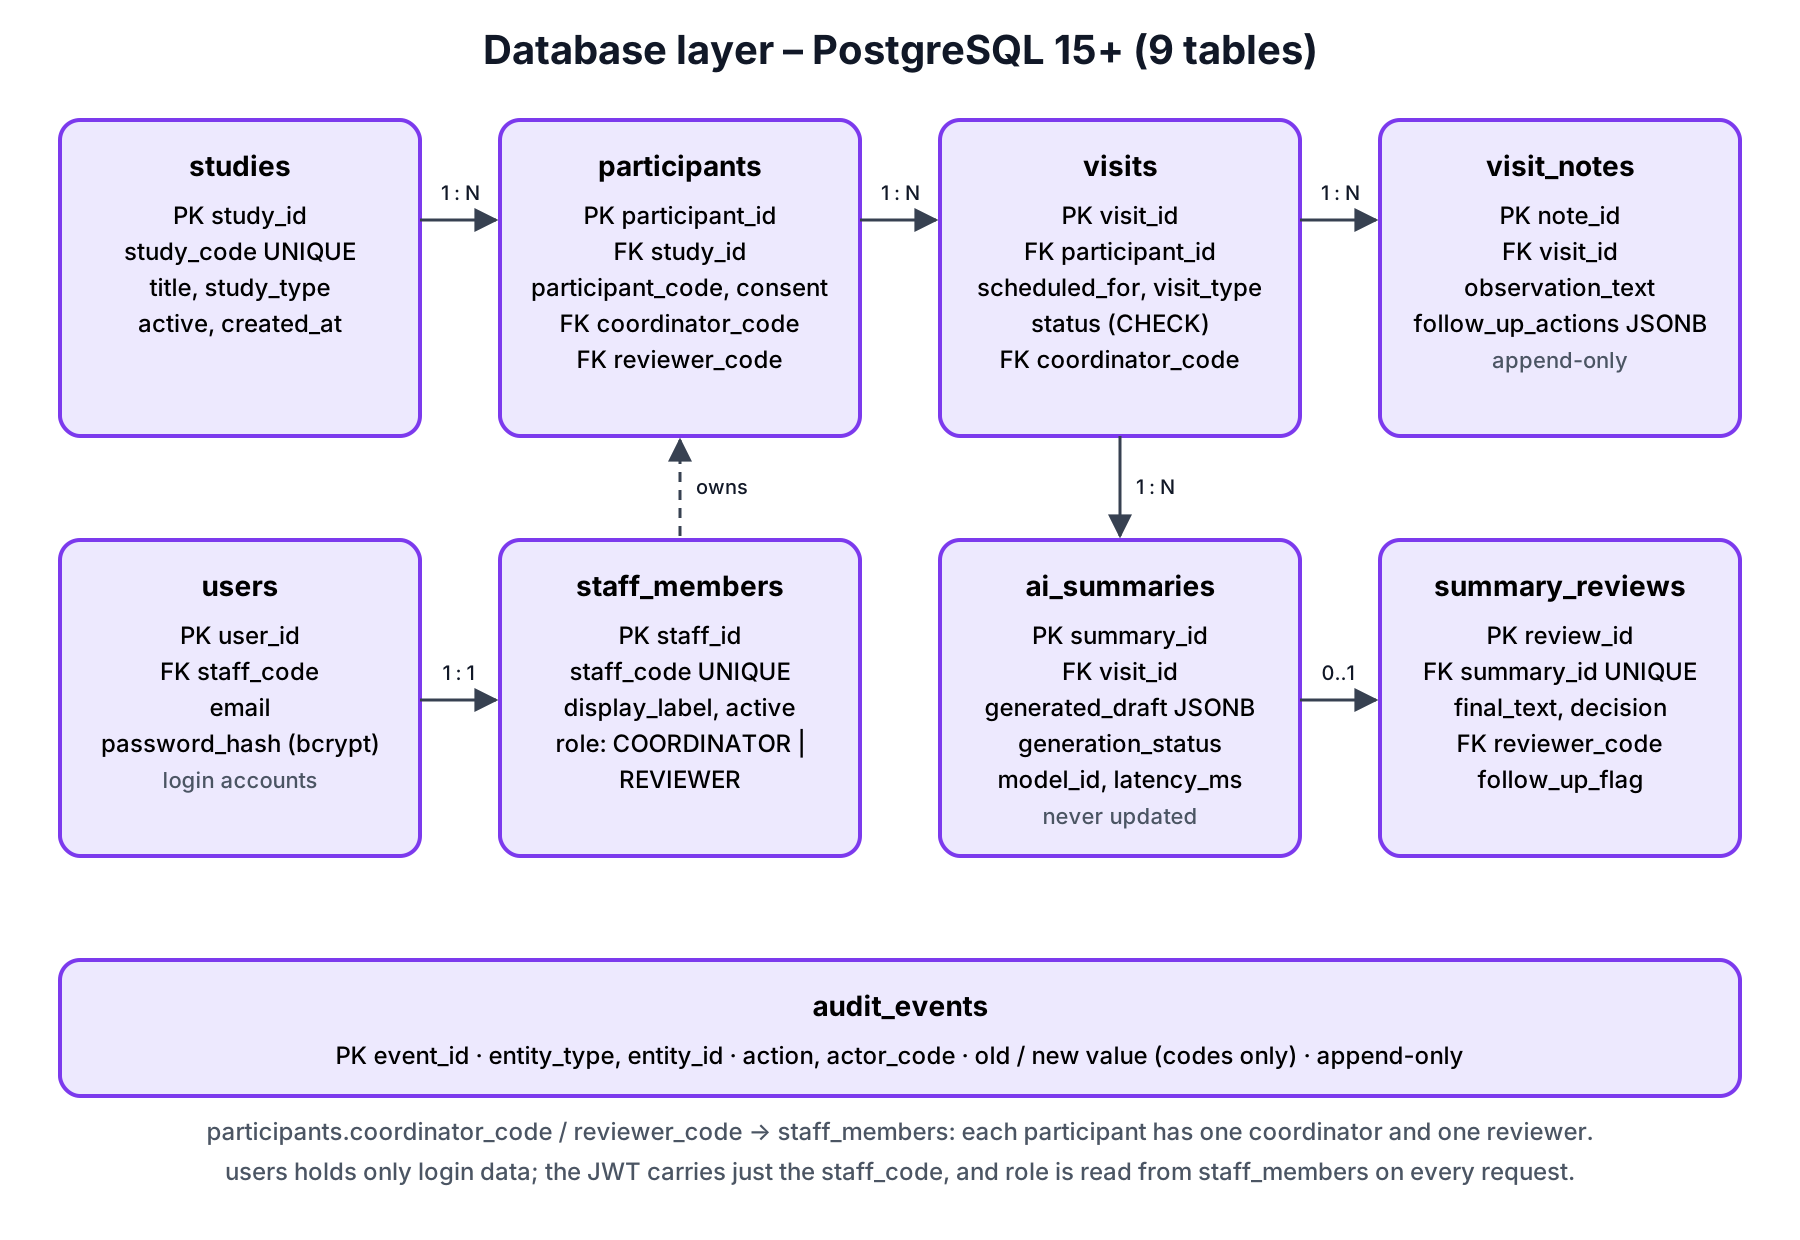 Database layer – PostgreSQL 15+ (9 tables)
studies
PK study_id
study_code UNIQUE
title, study_type
active, created_at
1 : N
participants
PK participant_id
FK study_id
participant_code, consent
FK coordinator_code
FK reviewer_code
1 : N
visits
PK visit_id
FK participant_id
scheduled_for, visit_type
status (CHECK)
FK coordinator_code
1 : N
visit_notes
PK note_id
FK visit_id
observation_text
follow_up_actions JSONB
append-only
owns
1 : N
users
PK user_id
FK staff_code
email
password_hash (bcrypt)
login accounts
1 : 1
staff_members
PK staff_id
staff_code UNIQUE
display_label, active
role: COORDINATOR |
REVIEWER
ai_summaries
PK summary_id
FK visit_id
generated_draft JSONB
generation_status
model_id, latency_ms
never updated
0..1
summary_reviews
PK review_id
FK summary_id UNIQUE
final_text, decision
FK reviewer_code
follow_up_flag
audit_events
PK event_id · entity_type, entity_id · action, actor_code · old / new value (codes only) · append-only
participants.coordinator_code / reviewer_code → staff_members: each participant has one coordinator and one reviewer.
users holds only login data; the JWT carries just the staff_code, and role is read from staff_members on every request.